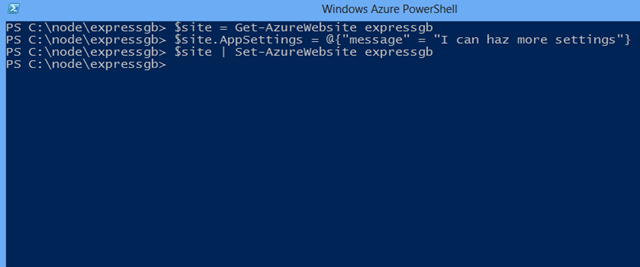 Windows Azure PowerShell
PS C:\node\expressgb> $site = Get-AzureWebsite expressgb
PS C:\node\expressgb> $site.AppSettings = @{"message" = "I can haz more settings"}
PS C:\node\expressgb> $site | Set-AzureWebsite expressgb
PS C:\node\expressgb>